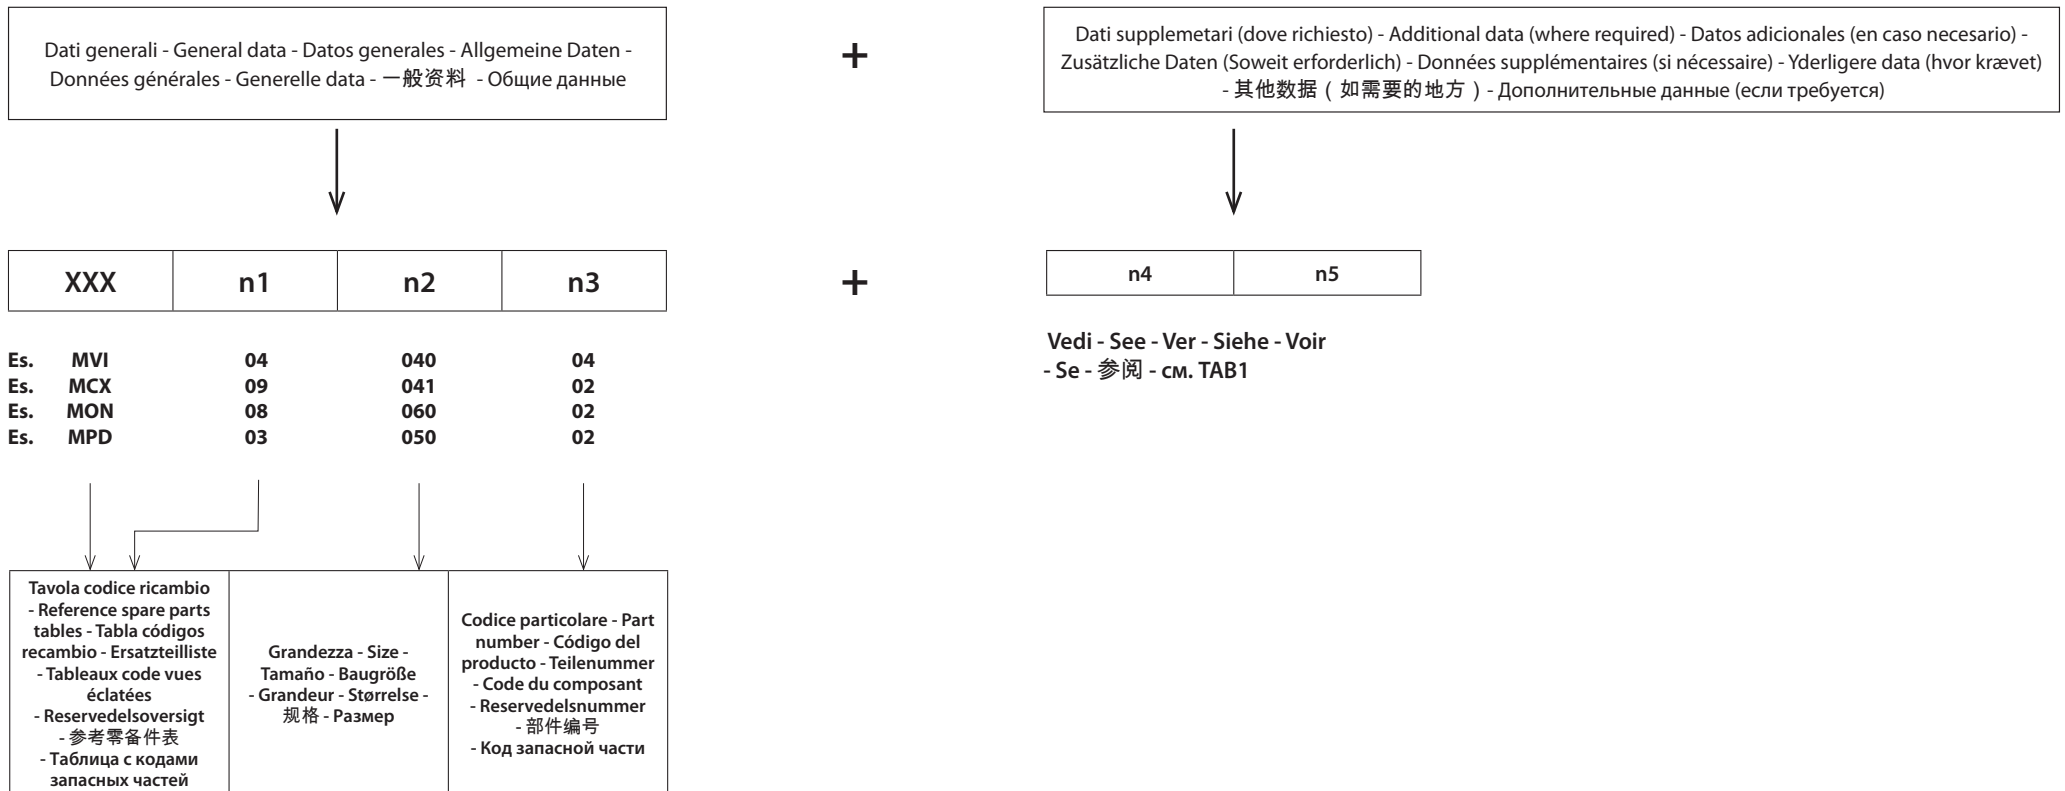 Dati generali - General data - Datos generales - Allgemeine Daten -
Données générales - Generelle data - 一般资料 - Общие данные
+
Dati supplemetari (dove richiesto) - Additional data (where required) - Datos adicionales (en caso necesario) -
Zusätzliche Daten (Soweit erforderlich) - Données supplémentaires (si nécessaire) - Yderligere data (hvor krævet)
- 其他数据（如需要的地方）- Дополнительные данные (если требуется)
XXX n1 n2 n3
+
n4 n5
Es. MVI 04 040 04
Es. MCX 09 041 02
Es. MON 08 060 02
Es. MPD 03 050 02
Vedi - See - Ver - Siehe - Voir
- Se - 参阅 - см. TAB1
Tavola codice ricambio
- Reference spare parts
tables - Tabla códigos
recambio - Ersatzteilliste
- Tableaux code vues
éclatées
- Reservedelsoversigt
- 参考零备件表
- Таблица с кодами
запасных частей
Grandezza - Size -
Tamaño - Baugröße
- Grandeur - Størrelse -
规格 - Размер
Codice particolare - Part
number - Código del
producto - Teilenummer
- Code du composant
- Reservedelsnummer
- 部件编号
- Код запасной части